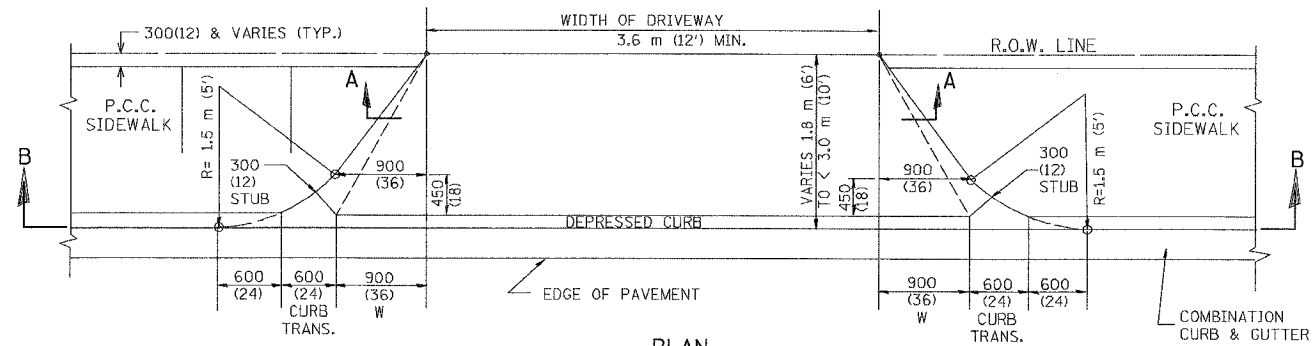 WIDTH OF DRIVEWAY
3.6 m (12') MIN.
300(12) & VARIES (TYP.)
R.O.W. LINE
A
A
P.C.C.
SIDEWALK
P.C.C.
SIDEWALK
R= 1.5 m (5')
VARIES 1.8 m (6')
TO < 3.0 m (10')
R=1.5 m (5')
B
B
300
(12)
STUB
900
(36)
450
(18)
900
(36)
450
(18)
300
(12)
STUB
DEPRESSED CURB
600
(24)
600
(24)
CURB
TRANS.
900
(36)
W
EDGE OF PAVEMENT
900
(36)
W
600
(24)
CURB
TRANS.
600
(24)
COMBINATION
CURB & GUTTER
PLAN